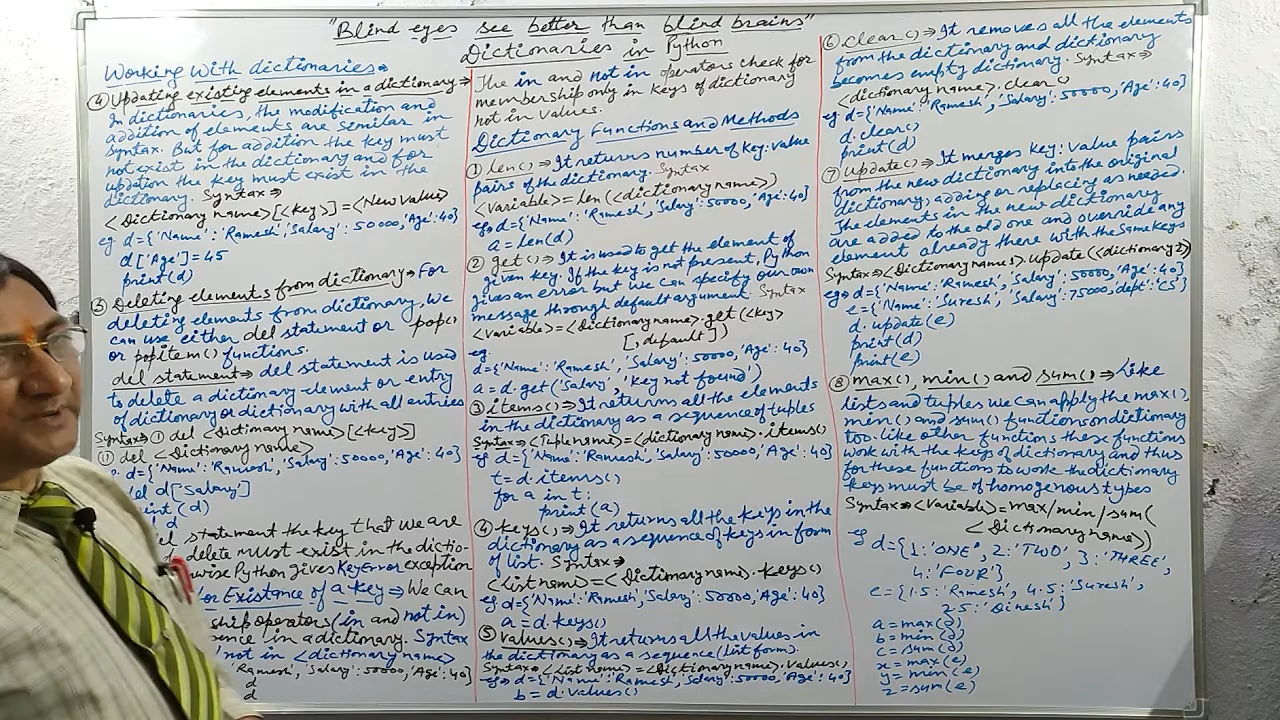 "Blind eyes see better than blind brains"
Dictionaries in Python
Working with dictionaries⇒
④ Updating existing elements in a dictionary⇒
In dictionaries, the modification and
addition of elements are similar in
syntax. But for addition the key must
not exist in the dictionary and for
updation the key must exist in the
dictionary. Syntax⇒
<Dictionary name>[<key>]=<New value>
eg d={'Name':'Ramesh','Salary':50000,'Age':40}
d['Age']=45
print(d)
⑤ Deleting elements from dictionary⇒ For
deleting elements from dictionary, we
can use either del statement or pop()
or popitem() functions.
del statement⇒ del statement is used
to delete a dictionary element or entry
of dictionary or dictionary with all entries
Syntax⇒① del <Dictionary name>[<key>]
① del <Dictionary name>
d={'Name':'Ramesh','Salary':50000,'Age':40}
del d['Salary']
print(d)
d
statement the key that we are
delete must exist in the dictio-
wise Python gives KeyError exception
for Existence of a key⇒ We can
ship operators (in and not in)
ence in a dictionary. Syntax
not in <dictionary name>
'Ramesh','Salary':50000,'Age':40}
d
The in and not in operators check for
membership only in keys of dictionary
not in values.
Dictionary Functions and Methods
① len()⇒ It returns number of key:value
pairs of the dictionary. Syntax
<Variable>=len(<dictionary name>)
eg⇒ d={'Name':'Ramesh','Salary':50000,'Age':40}
a=len(d)
② get()⇒ It is used to get the element of
given key. If the key is not present, Python
gives an error but we can specify our own
message through default argument. Syntax
<Variable>=<Dictionary name>.get(<key>
[,default])
eg.
d={'Name':'Ramesh','Salary':50000,'Age':40}
a=d.get('Salary','Key not found')
③ items()⇒ It returns all the elements
in the dictionary as a sequence of tuples
Syntax⇒<Tuple name>=<dictionary name>.items()
eg d={'Name':'Ramesh','Salary':50000,'Age':40}
t=d.items()
for a in t:
print(a)
④ keys()⇒ It returns all the keys in the
dictionary as a sequence of keys in form
of list. Syntax⇒
<List name>=<Dictionary name>.keys()
eg d={'Name':'Ramesh','Salary':50000,'Age':40}
a=d.keys()
⑤ values()⇒ It returns all the values in
the dictionary as a sequence (list form).
Syntax⇒<List name>=<Dictionary name>.values()
eg⇒ d={'Name':'Ramesh','Salary':50000,'Age':40}
b=d.values()
⑥ clear()⇒ It removes all the elements
from the dictionary and dictionary
becomes empty dictionary. Syntax⇒
<dictionary name>.clear()
eg d={'Name':'Ramesh','Salary':50000,'Age':40}
d.clear()
print(d)
⑦ update()⇒ It merges key:value pairs
from the new dictionary into the original
dictionary, adding or replacing as needed.
The elements in the new dictionary
are added to the old one and override any
element already there with the same keys
Syntax⇒<Dictionary name1>.update(<dictionary2>)
eg⇒ d={'Name':'Ramesh','Salary':50000,'Age':40}
e={'Name':'Suresh','Salary':75000,'dept':'CS'}
d.update(e)
print(d)
print(e)
⑧ max(), min() and sum()⇒ Like
lists and tuples we can apply the max(),
min() and sum() functions on dictionary
too. Like other functions these functions
work with the keys of dictionary and thus
for these functions to work the dictionary
keys must be of homogenous types
Syntax⇒<Variable>=max/min/sum(
<Dictionary name>)
eg d={1:'ONE', 2:'TWO', 3:'THREE',
4:'FOUR'}
e={1.5:'Ramesh', 4.5:'Suresh',
2.5:'Dinesh'}
a=max(d)
b=min(d)
c=sum(d)
x=max(e)
y=min(e)
z=sum(e)